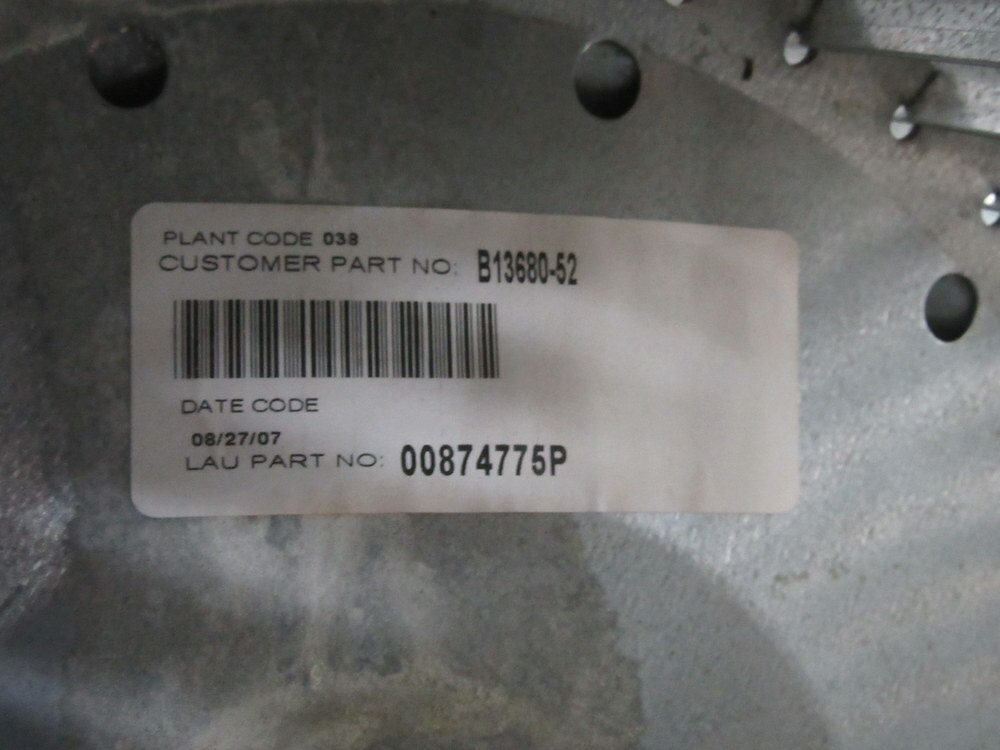 PLANT CODE 038
CUSTOMER PART NO: B13680-52
DATE CODE
08/27/07
LAU PART NO: 00874775P